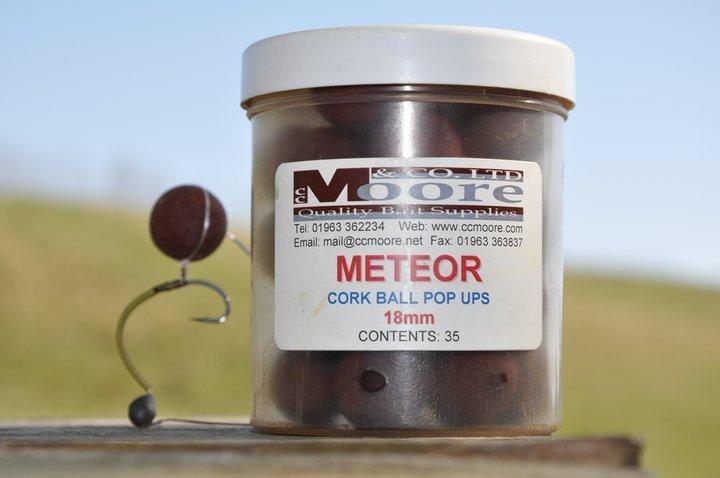 & CO. LTD
CC Moore
Quality Bait Supplies
Tel: 01963 362234 Web: www.ccmoore.com
Email: mail@ccmoore.net Fax: 01963 363837
METEOR
CORK BALL POP UPS
18mm
CONTENTS: 35